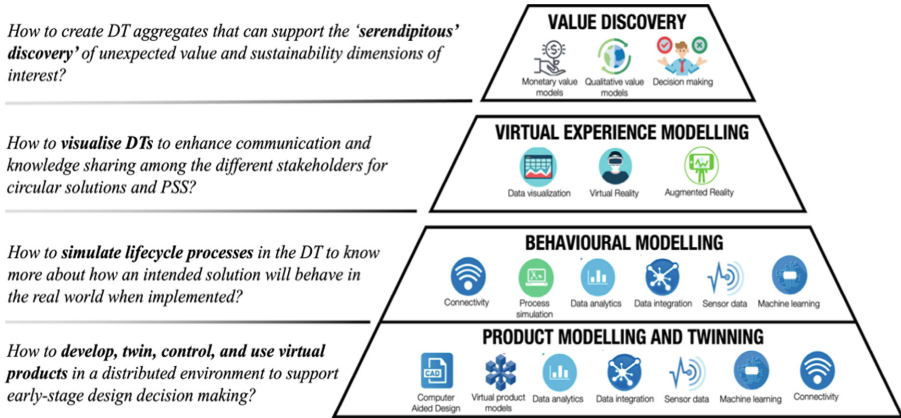 How to create DT aggregates that can support the ‘serendipitous’
discovery’ of unexpected value and sustainability dimensions of
interest?
VALUE DISCOVERY
Monetary value
models
Qualitative value
models
Decision making
How to visualise DTs to enhance communication and
knowledge sharing among the different stakeholders for
circular solutions and PSS?
VIRTUAL EXPERIENCE MODELLING
Data visualization
Virtual Reality
Augmented Reality
How to simulate lifecycle processes in the DT to know
more about how an intended solution will behave in
the real world when implemented?
BEHAVIOURAL MODELLING
Connectivity
Process
simulation
Data analytics
Data integration
Sensor data
Machine learning
How to develop, twin, control, and use virtual
products in a distributed environment to support
early-stage design decision making?
PRODUCT MODELLING AND TWINNING
CAD
Computer
Aided Design
Virtual product
models
Data analytics
Data integration
Sensor data
Machine learning
Connectivity